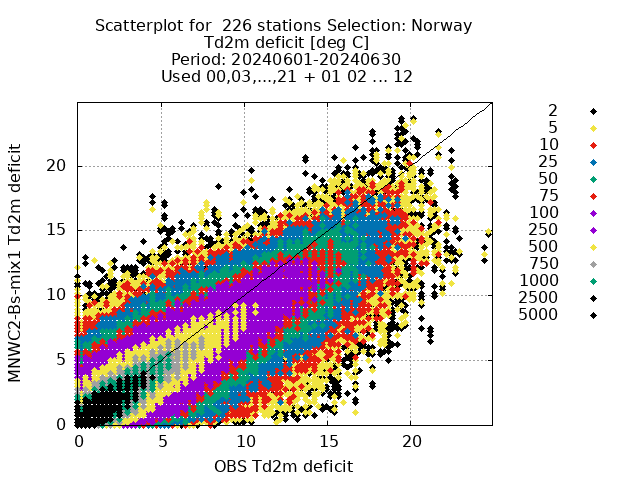 Scatterplot for  226 stations Selection: Norway
Td2m deficit [deg C]
Period: 20240601-20240630
Used 00,03,...,21 + 01 02 ... 12
MNWC2-Bs-mix1 Td2m deficit
20
15
10
5
0
0 5 10 15 20
OBS Td2m deficit
2
5
10
25
50
75
100
250
500
750
1000
2500
5000